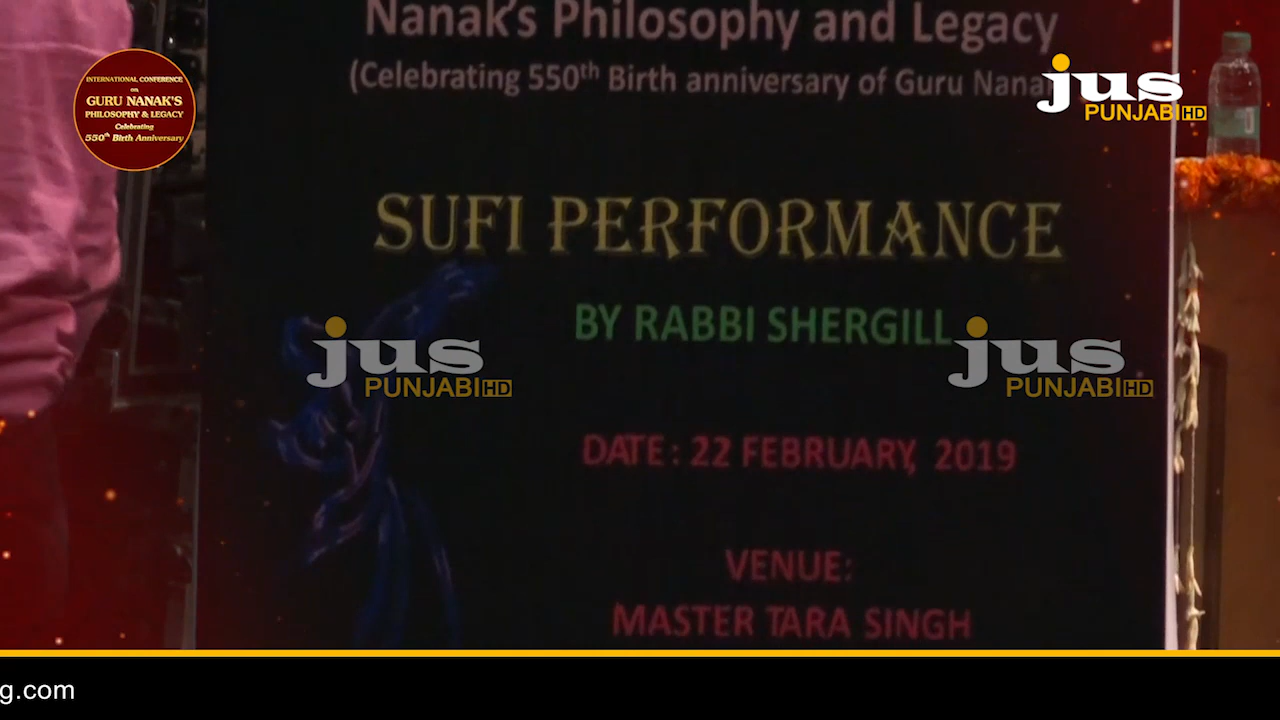 Nanak's Philosophy and Legacy
(Celebrating 550th Birth anniversary of Guru Nana
INTERNATIONAL CONFERENCE
on
GURU NANAK'S
PHILOSOPHY & LEGACY
Celebrating
550th Birth Anniversary
jus
PUNJABI HD
SUFI PERFORMANCE
BY RABBI SHERGILL
jus
PUNJABI HD
jus
PUNJABI HD
DATE: 22 FEBRUARY, 2019
VENUE:
MASTER TARA SINGH
g.com